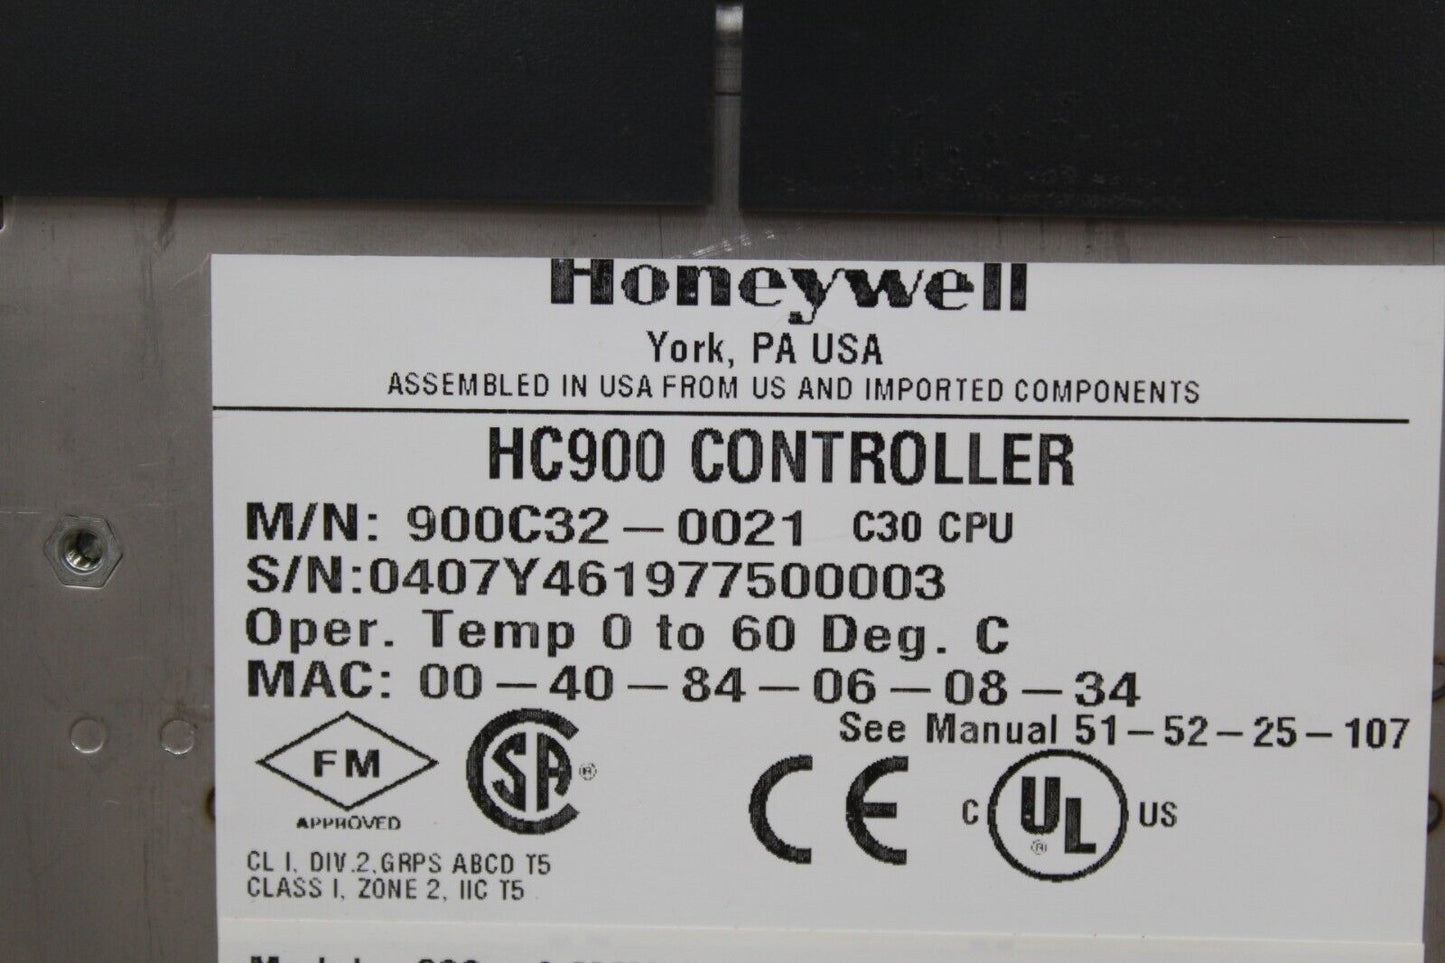 Honeywell
York, PA USA
ASSEMBLED IN USA FROM US AND IMPORTED COMPONENTS
HC900 CONTROLLER
M/N: 900C32-0021 C30 CPU
S/N:0407Y461977500003
Oper. Temp 0 to 60 Deg. C
MAC: 00-40-84-06-08-34
See Manual 51-52-25-107
FM
APPROVED
CSA ®
CE
C UL ® US
CL I, DIV.2,GRPS ABCD T5
CLASS I, ZONE 2, IIC T5